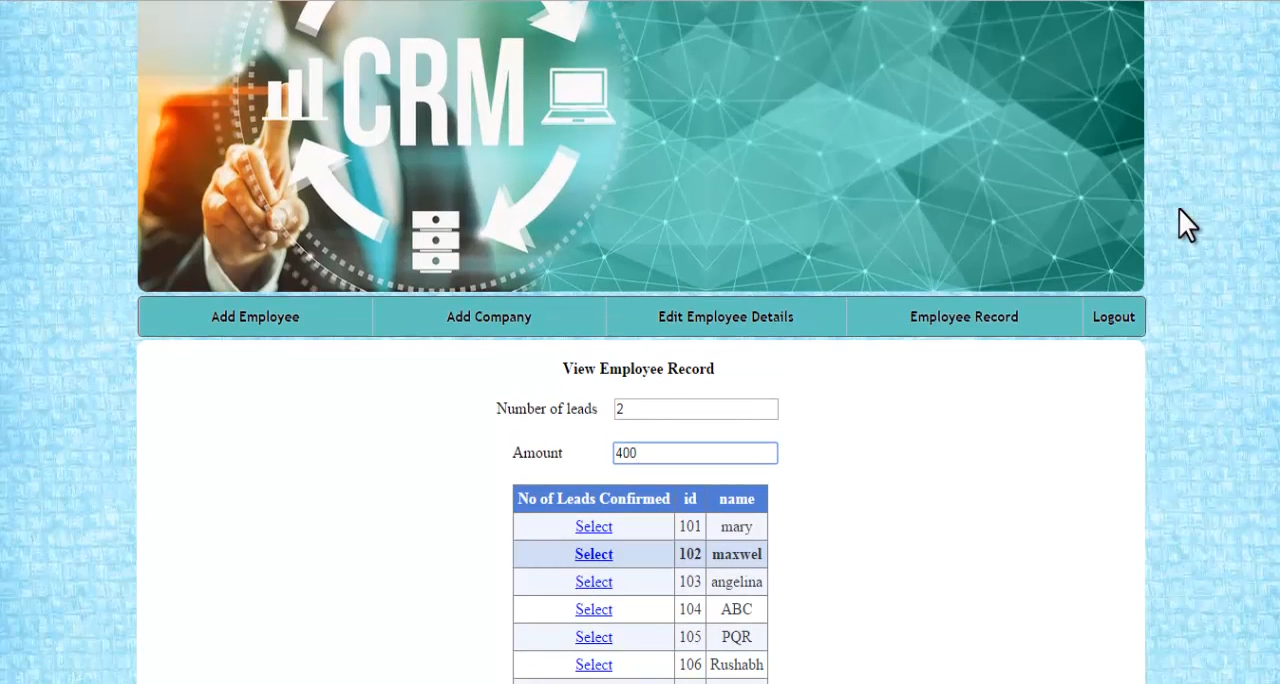 CRM
Add Employee Add Company Edit Employee Details Employee Record Logout
View Employee Record
Number of leads 2
Amount 400
No of Leads Confirmed id name
Select 101 mary
Select 102 maxwel
Select 103 angelina
Select 104 ABC
Select 105 PQR
Select 106 Rushabh